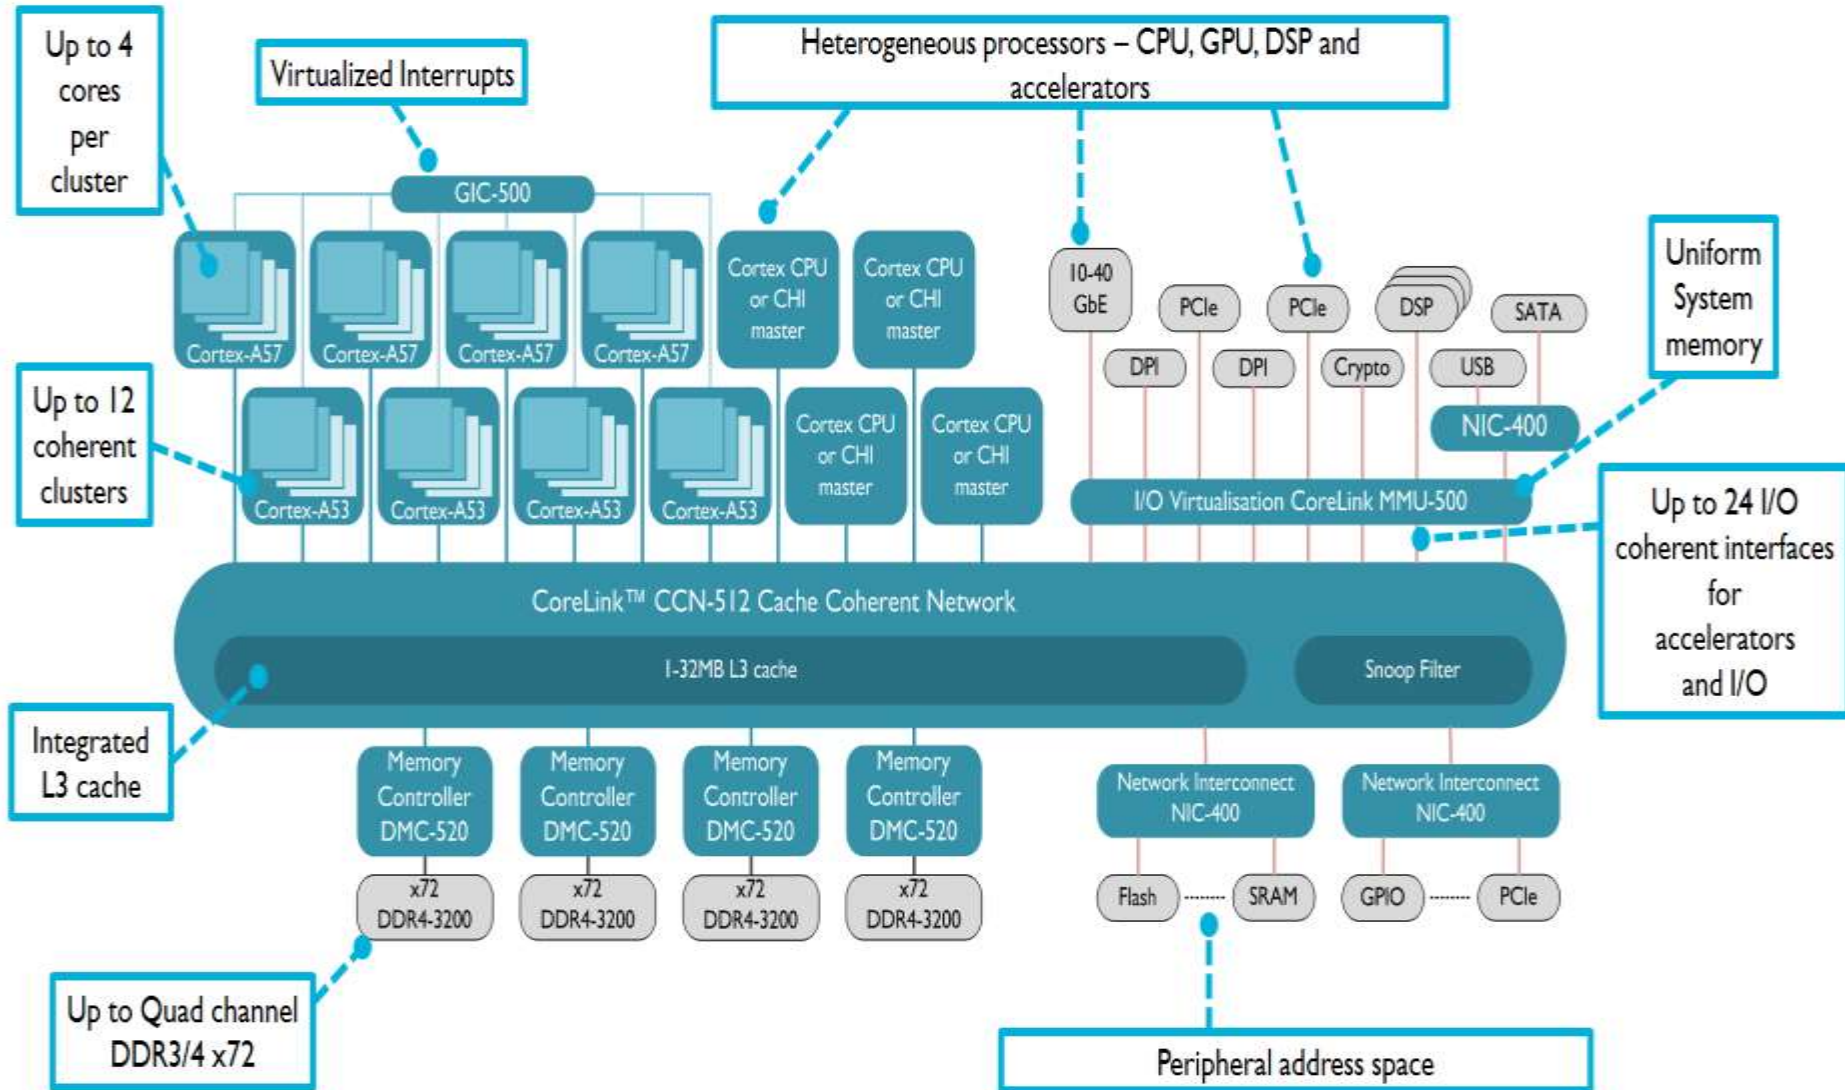 Up to 4
cores
per
cluster
Virtualized Interrupts
Heterogeneous processors – CPU, GPU, DSP and
accelerators
GIC-500
Cortex-A57
Cortex-A57
Cortex-A57
Cortex-A57
Cortex CPU
or CHI
master
Cortex CPU
or CHI
master
10-40
GbE
PCIe
PCIe
DSP
SATA
DPI
DPI
Crypto
USB
NIC-400
Uniform
System
memory
Up to 12
coherent
clusters
Cortex-A53
Cortex-A53
Cortex-A53
Cortex-A53
Cortex CPU
or CHI
master
Cortex CPU
or CHI
master
I/O Virtualisation CoreLink MMU-500
Up to 24 I/O
coherent interfaces
for
accelerators
and I/O
CoreLink™ CCN-512 Cache Coherent Network
1-32MB L3 cache
Snoop Filter
Integrated
L3 cache
Memory
Controller
DMC-520
Memory
Controller
DMC-520
Memory
Controller
DMC-520
Memory
Controller
DMC-520
Network Interconnect
NIC-400
Network Interconnect
NIC-400
x72
DDR4-3200
x72
DDR4-3200
x72
DDR4-3200
x72
DDR4-3200
Flash
SRAM
GPIO
PCIe
Up to Quad channel
DDR3/4 x72
Peripheral address space